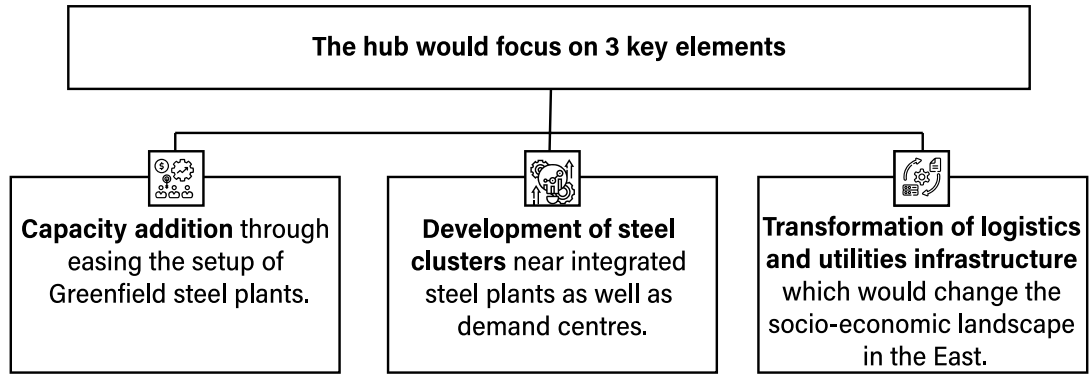 The hub would focus on 3 key elements
Capacity addition through
easing the setup of
Greenfield steel plants.
Development of steel
clusters near integrated
steel plants as well as
demand centres.
Transformation of logistics
and utilities infrastructure
which would change the
socio-economic landscape
in the East.